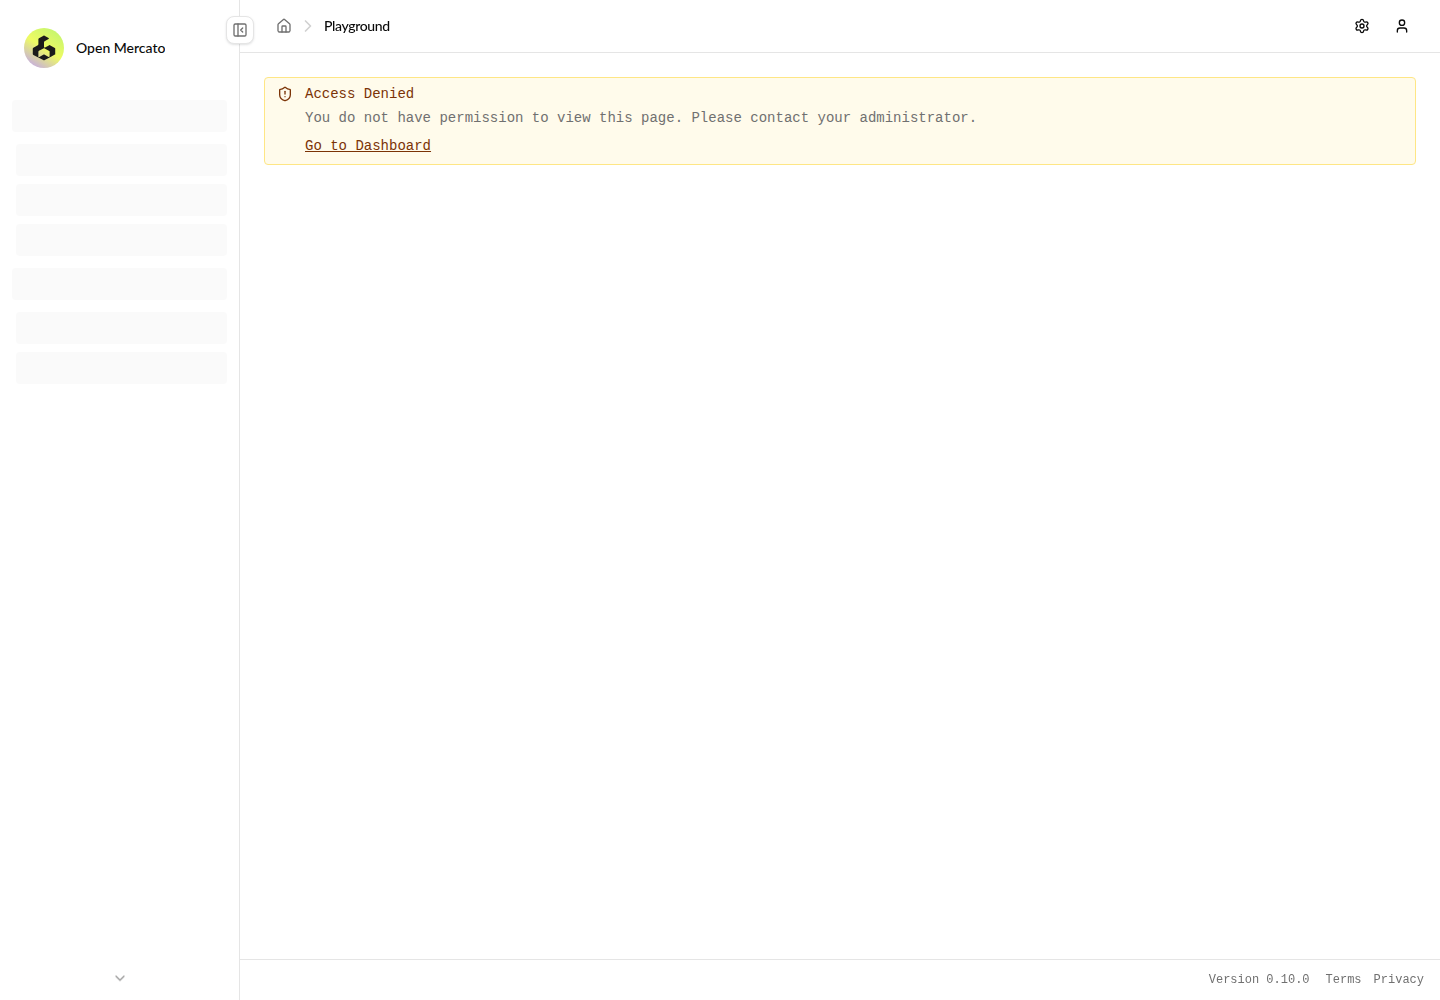 Open Mercato
Playground
Access Denied
You do not have permission to view this page. Please contact your administrator.
Go to Dashboard
Version 0.10.0 Terms Privacy